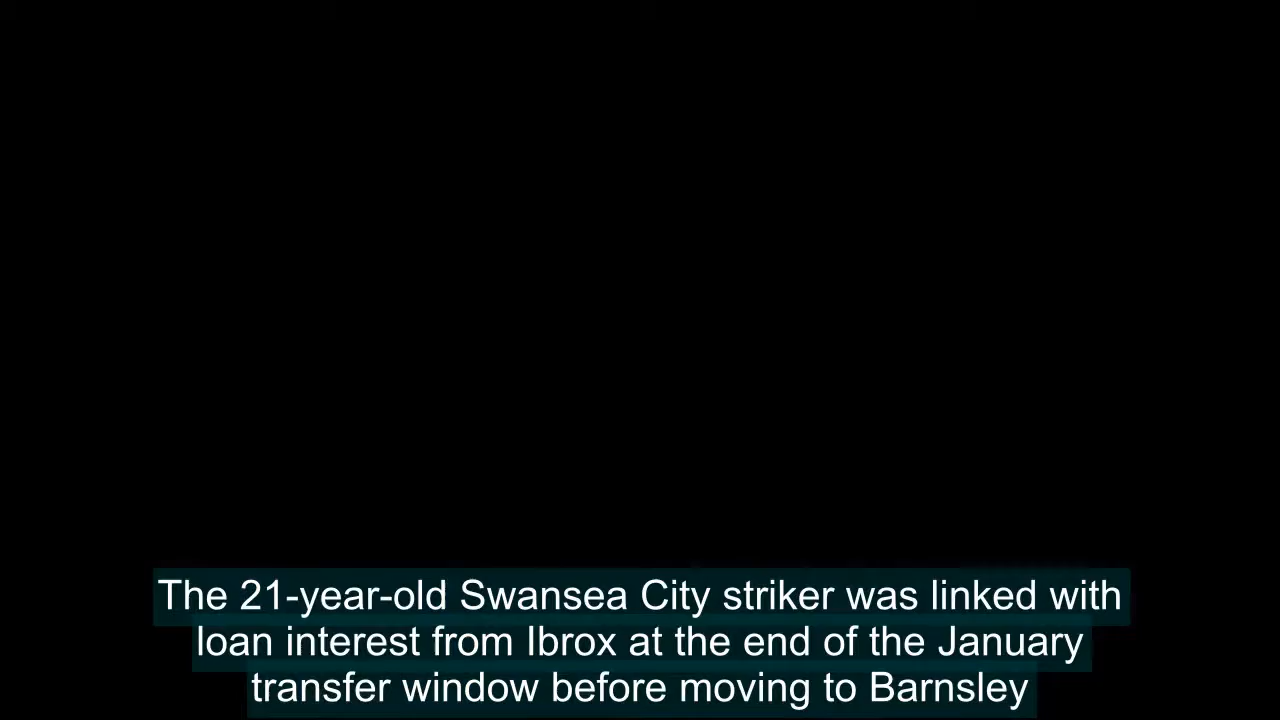 The 21-year-old Swansea City striker was linked with
loan interest from Ibrox at the end of the January
transfer window before moving to Barnsley